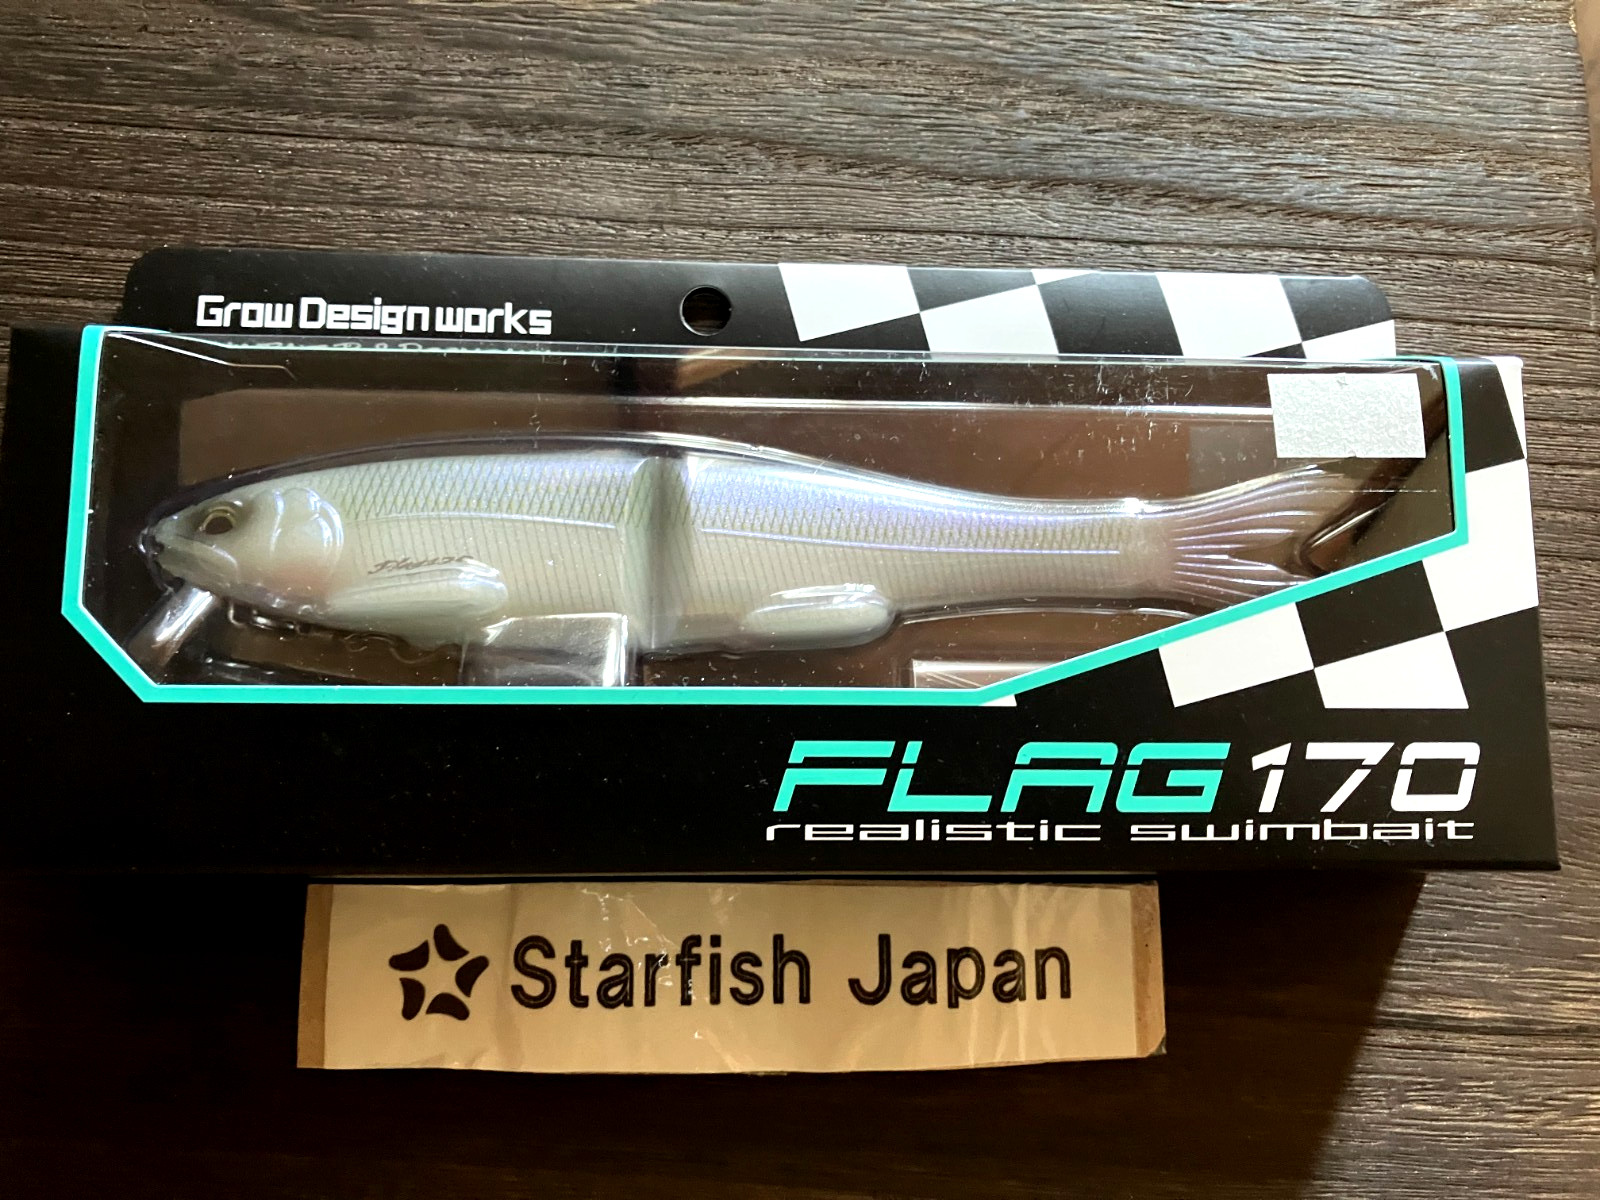 Grow Design works
FLAG 170
realistic swimbait
Starfish Japan